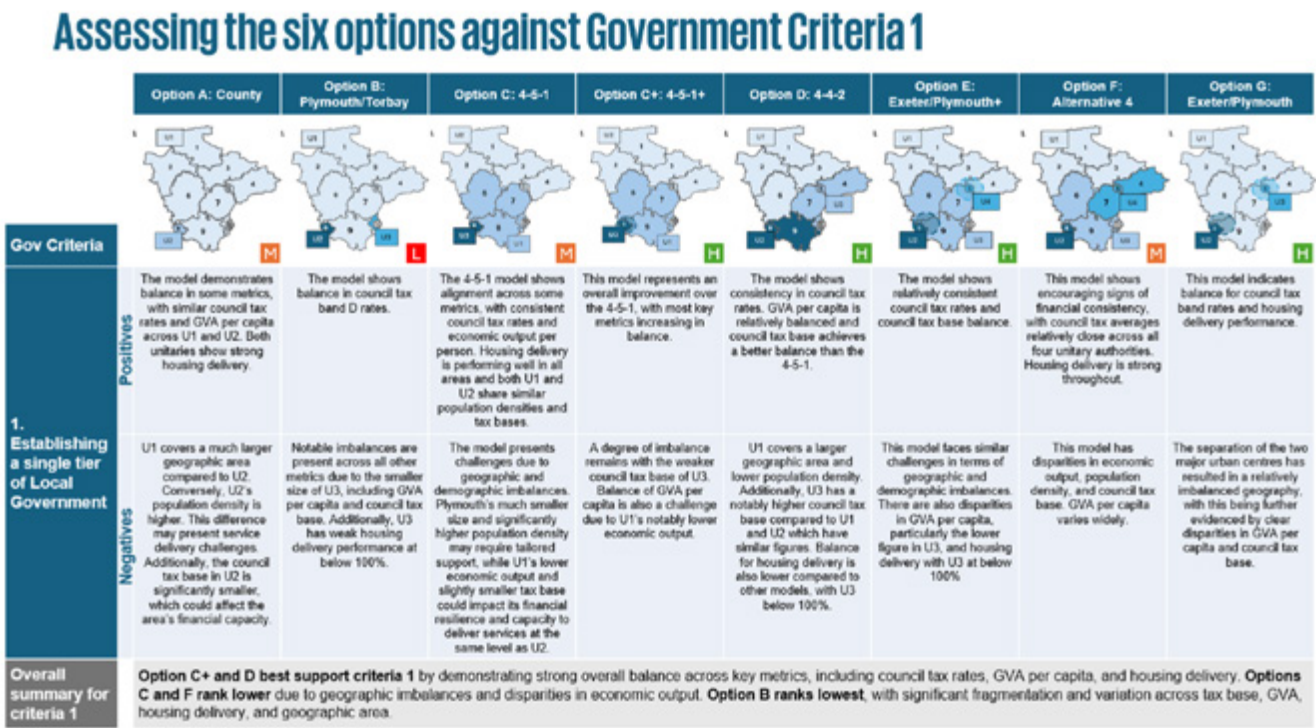 Assessing the six options against Government Criteria 1
Option A: County
Option B:
Plymouth/Torbay
Option C: 4-5-1
Option C+: 4-5-1+
Option D: 4-4-2
Option E:
Exeter/Plymouth+
Option F:
Alternative 4
Option G:
Exeter/Plymouth
Gov Criteria
M
L
M
H
H
H
M
H
1.
Establishing
a single tier
of Local
Government
Positives
The model demonstrates
balance in some metrics,
with similar council tax
rates and GVA per capita
across U1 and U2. Both
unitaries show strong
housing delivery.
The model shows
balance in council tax
band D rates.
The 4-5-1 model shows
alignment across some
metrics, with consistent
council tax rates and
economic output per
person. Housing delivery
is performing well in all
areas and both U1 and
U2 share similar
population densities and
tax bases.
This model represents an
overall improvement over
the 4-5-1, with most key
metrics increasing in
balance.
The model shows
consistency in council tax
rates. GVA per capita is
relatively balanced and
council tax base achieves
a better balance than the
4-5-1.
The model shows
relatively consistent
council tax rates and
council tax base balance.
This model shows
encouraging signs of
financial consistency,
with council tax averages
relatively close across all
four unitary authorities.
Housing delivery is strong
throughout.
This model indicates
balance for council tax
band rates and housing
delivery performance.
Negatives
U1 covers a much larger
geographic area
compared to U2.
Conversely, U2's
population density is
higher. This difference
may present service
delivery challenges.
Additionally, the council
tax base in U2 is
significantly smaller,
which could affect the
area's financial capacity.
Notable imbalances are
present across all other
metrics due to the smaller
size of U3, including GVA
per capita and council tax
base. Additionally, U3
has weak housing
delivery performance at
below 100%.
The model presents
challenges due to
geographic and
demographic imbalances.
Plymouth's much smaller
size and significantly
higher population density
may require tailored
support, while U1's lower
economic output and
slightly smaller tax base
could impact its financial
resilience and capacity to
deliver services at the
same level as U2.
A degree of imbalance
remains with the weaker
council tax base of U3.
Balance of GVA per
capita is also a challenge
due to U1's notably lower
economic output.
U1 covers a larger
geographic area and
lower population density.
Additionally, U3 has a
notably higher council tax
base compared to U1
and U2 which have
similar figures. Balance
for housing delivery is
also lower compared to
other models, with U3
below 100%.
This model faces similar
challenges in terms of
geographic and
demographic imbalances.
There are also disparities
in GVA per capita,
particularly the lower
figure in U3, and housing
delivery with U3 at below
100%
This model has
disparities in economic
output, population
density, and council tax
base. GVA per capita
varies widely.
The separation of the two
major urban centres has
resulted in a relatively
imbalanced geography,
with this being further
evidenced by clear
disparities in GVA per
capita and council tax
base.
Overall
summary for
criteria 1
Option C+ and D best support criteria 1 by demonstrating strong overall balance across key metrics, including council tax rates, GVA per capita, and housing delivery. Options
C and F rank lower due to geographic imbalances and disparities in economic output. Option B ranks lowest, with significant fragmentation and variation across tax base, GVA,
housing delivery, and geographic area.